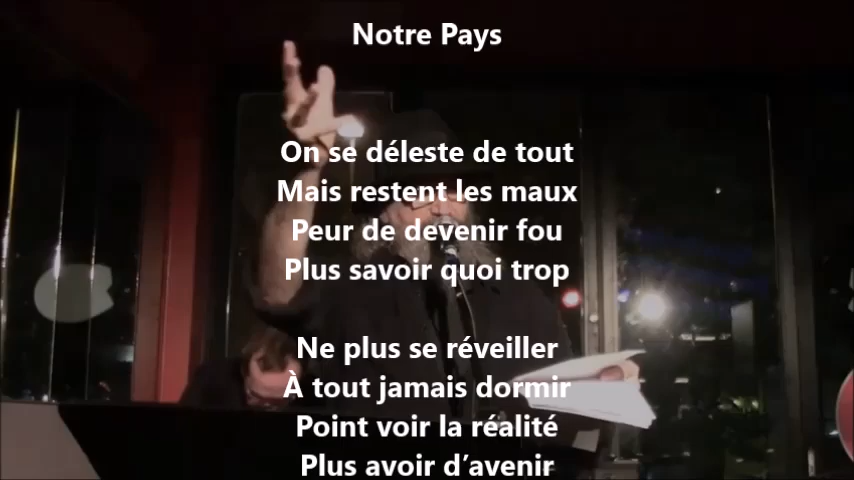 Notre Pays
On se déleste de tout
Mais restent les maux
Peur de devenir fou
Plus savoir quoi trop
Ne plus se réveiller
À tout jamais dormir
Point voir la réalité
Plus avoir d’avenir